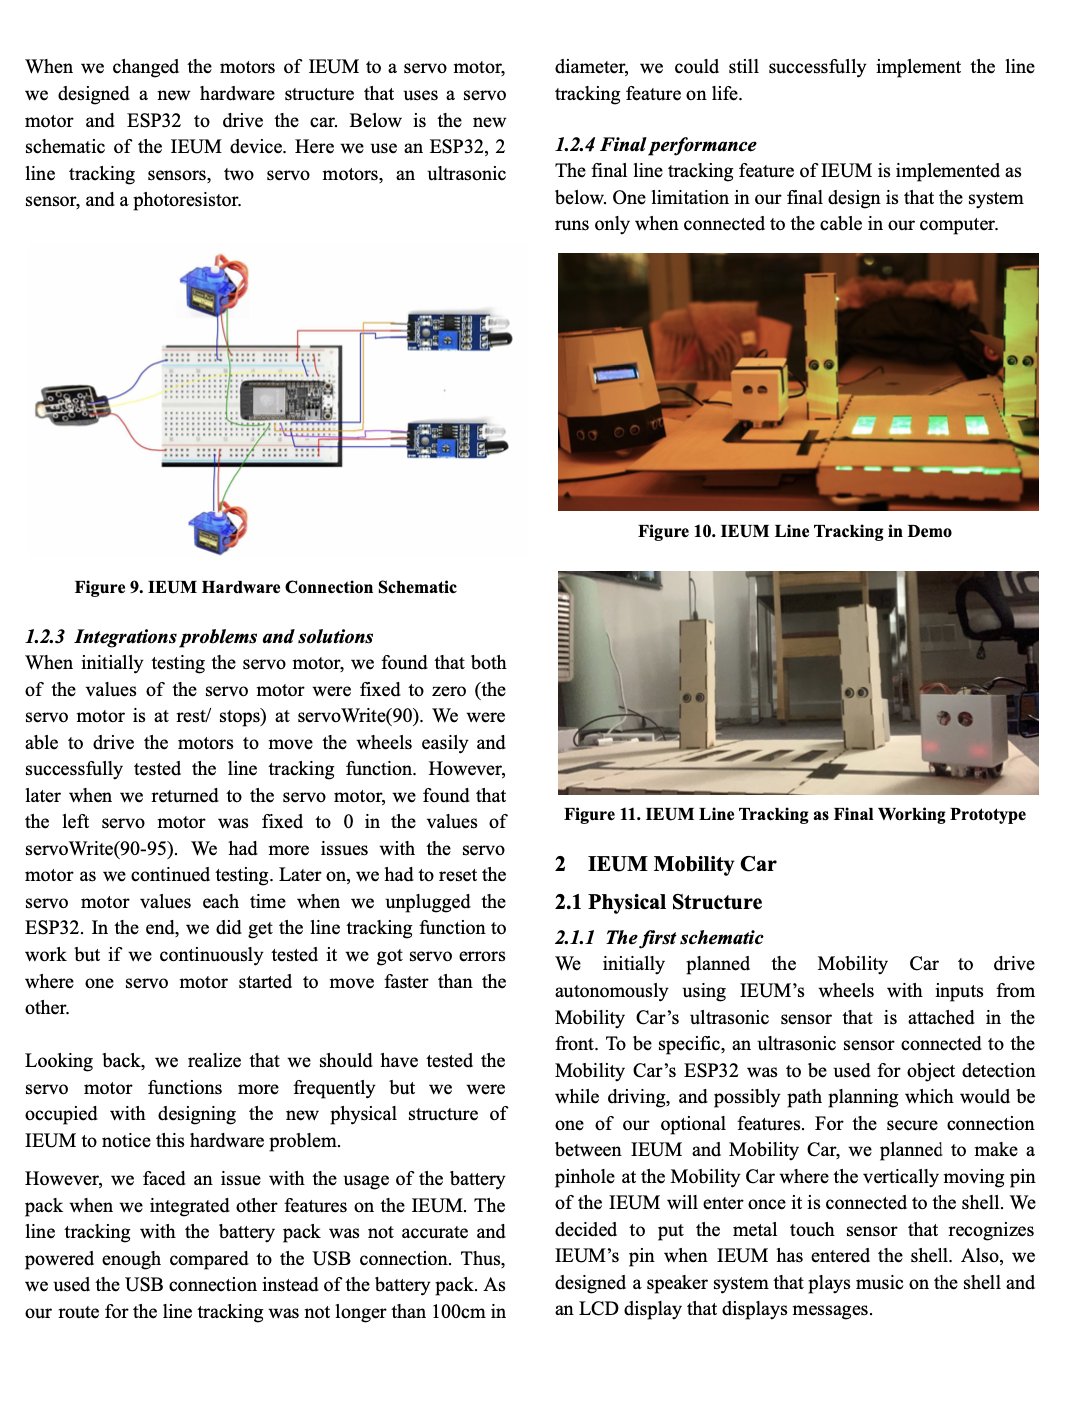 When we changed the motors of IEUM to a servo motor,
we designed a new hardware structure that uses a servo
motor and ESP32 to drive the car. Below is the new
schematic of the IEUM device. Here we use an ESP32, 2
line tracking sensors, two servo motors, an ultrasonic
sensor, and a photoresistor.
Figure 9. IEUM Hardware Connection Schematic
1.2.3 Integrations problems and solutions
When initially testing the servo motor, we found that both
of the values of the servo motor were fixed to zero (the
servo motor is at rest/ stops) at servoWrite(90). We were
able to drive the motors to move the wheels easily and
successfully tested the line tracking function. However,
later when we returned to the servo motor, we found that
the left servo motor was fixed to 0 in the values of
servoWrite(90-95). We had more issues with the servo
motor as we continued testing. Later on, we had to reset the
servo motor values each time when we unplugged the
ESP32. In the end, we did get the line tracking function to
work but if we continuously tested it we got servo errors
where one servo motor started to move faster than the
other.
Looking back, we realize that we should have tested the
servo motor functions more frequently but we were
occupied with designing the new physical structure of
IEUM to notice this hardware problem.
However, we faced an issue with the usage of the battery
pack when we integrated other features on the IEUM. The
line tracking with the battery pack was not accurate and
powered enough compared to the USB connection. Thus,
we used the USB connection instead of the battery pack. As
our route for the line tracking was not longer than 100cm in
diameter, we could still successfully implement the line
tracking feature on life.
1.2.4 Final performance
The final line tracking feature of IEUM is implemented as
below. One limitation in our final design is that the system
runs only when connected to the cable in our computer.
Figure 10. IEUM Line Tracking in Demo
Figure 11. IEUM Line Tracking as Final Working Prototype
2 IEUM Mobility Car
2.1 Physical Structure
2.1.1 The first schematic
We initially planned the Mobility Car to drive
autonomously using IEUM's wheels with inputs from
Mobility Car's ultrasonic sensor that is attached in the
front. To be specific, an ultrasonic sensor connected to the
Mobility Car's ESP32 was to be used for object detection
while driving, and possibly path planning which would be
one of our optional features. For the secure connection
between IEUM and Mobility Car, we planned to make a
pinhole at the Mobility Car where the vertically moving pin
of the IEUM will enter once it is connected to the shell. We
decided to put the metal touch sensor that recognizes
IEUM's pin when IEUM has entered the shell. Also, we
designed a speaker system that plays music on the shell and
an LCD display that displays messages.